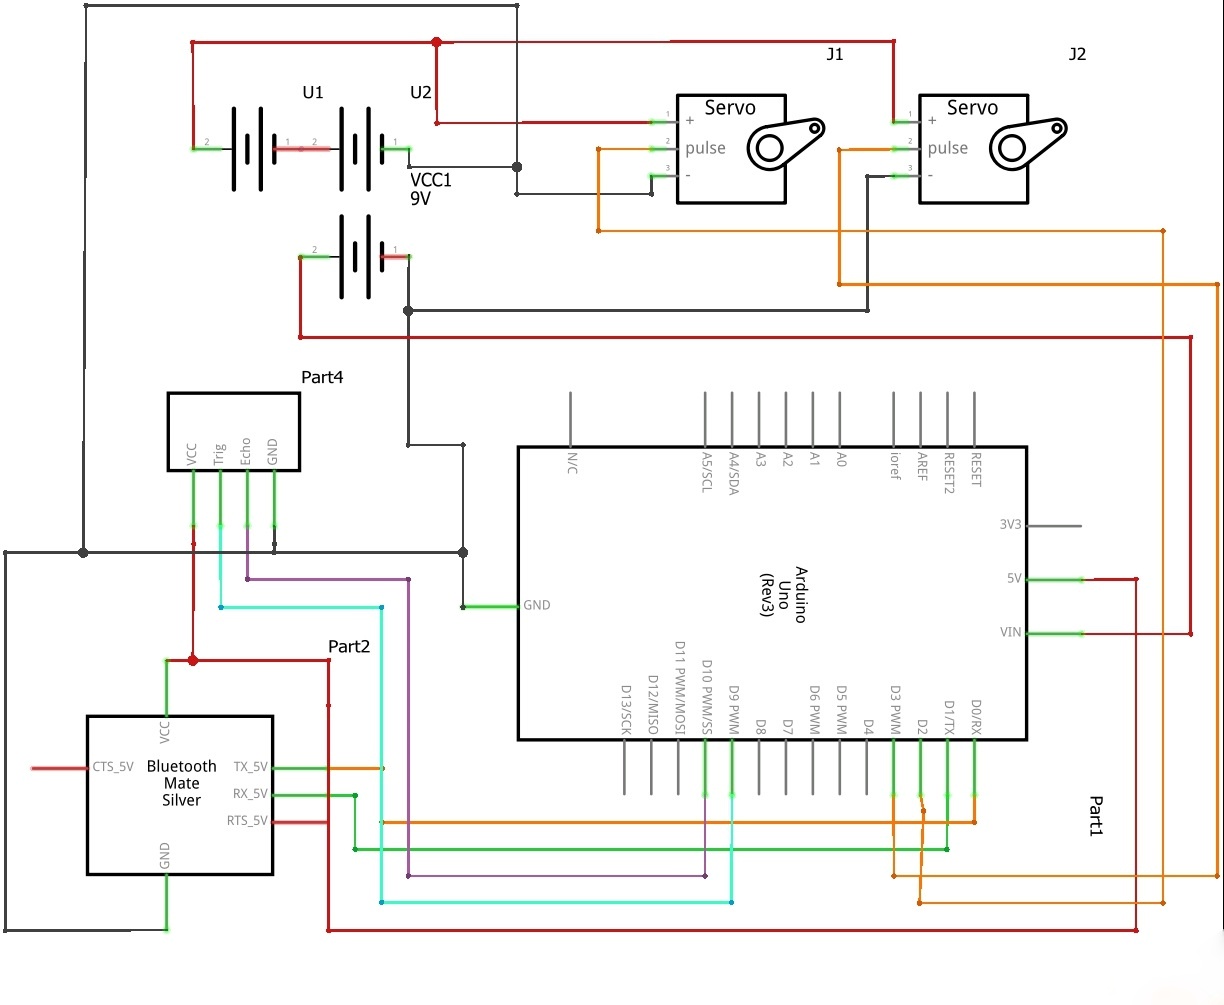 J1
J2
U1
U2
Servo
Servo
1
+
1
+
2
1
2
1
2
pulse
2
pulse
3
-
3
-
VCC1
9V
2
1
Part4
VCC
Trig
Echo
GND
N/C
A5/SCL
A4/SDA
A3
A2
A1
A0
ioref
AREF
RESET2
RESET
3V3
5V
VIN
GND
Arduino
Uno
(Rev3)
D13/SCK
D12/MISO
D11 PWM/MOSI
D10 PWM/SS
D9 PWM
D8
D7
D6 PWM
D5 PWM
D4
D3 PWM
D2
D1/TX
D0/RX
Part2
VCC
CTS_5V
Bluetooth
Mate
Silver
TX_5V
RX_5V
RTS_5V
GND
Part1